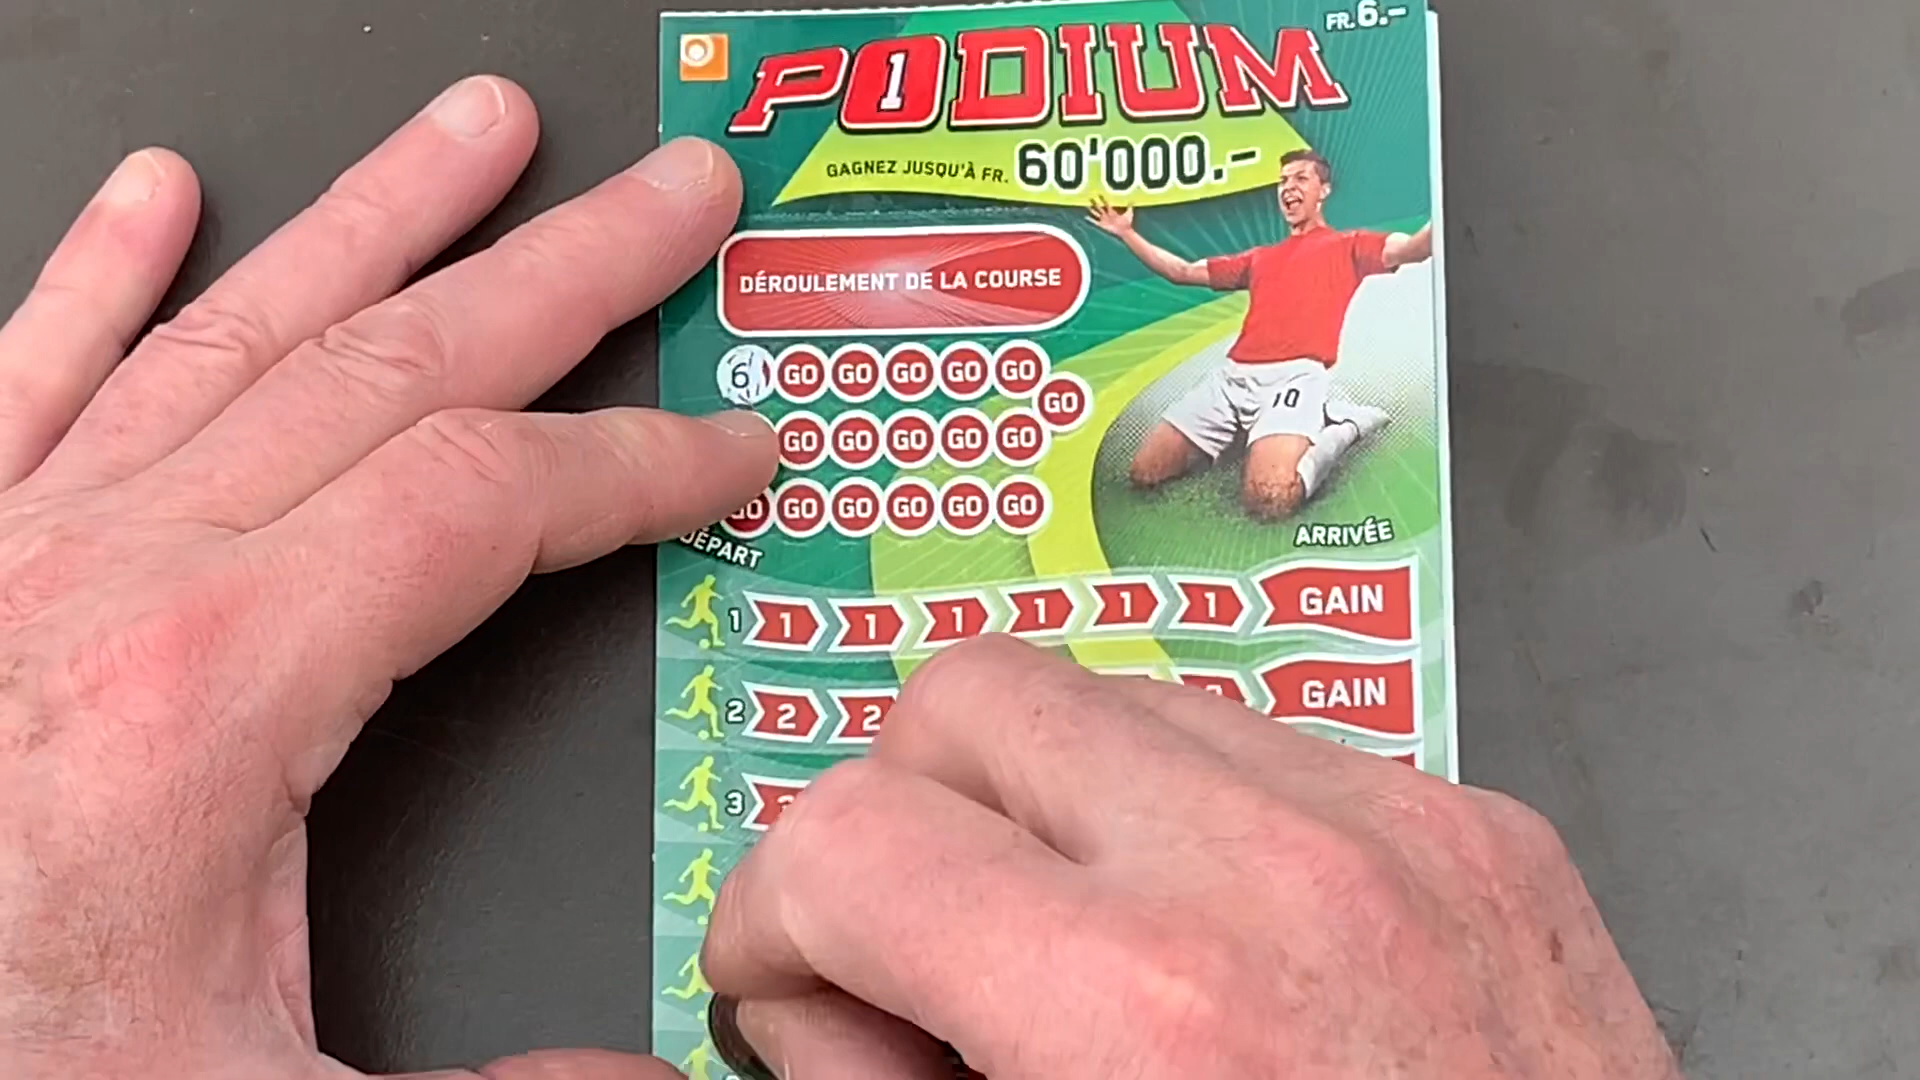 FR. 6.–
PODIUM
1
GAGNEZ JUSQU'À FR. 60'000.–
DÉROULEMENT DE LA COURSE
6 GO GO GO GO GO
GO
GO GO GO GO GO
GO GO GO GO GO GO
10
DÉPART
ARRIVÉE
1 1 1 1 1 1 1 GAIN
2 2 2 GAIN
3